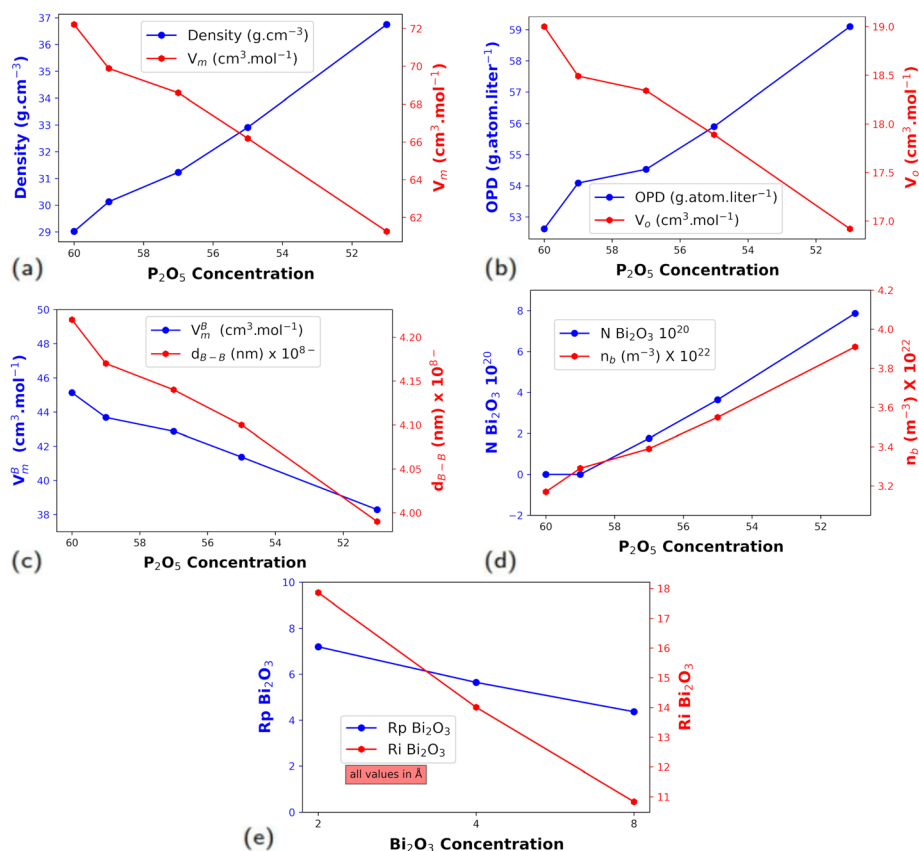 Density (g.cm⁻³)
37
36
35
34
33
32
31
30
29
Density (g.cm⁻³)
Vₘ (cm³.mol⁻¹)
72
70
68
66
64
62
Vₘ (cm³.mol⁻¹)
60 58 56 54 52
(a)
P₂O₅ Concentration
OPD (g.atom.liter⁻¹)
59
58
57
56
55
54
53
OPD (g.atom.liter⁻¹)
Vₒ (cm³.mol⁻¹)
19.0
18.5
18.0
17.5
17.0
Vₒ (cm³.mol⁻¹)
60 58 56 54 52
(b)
P₂O₅ Concentration
Vₘᴮ (cm³.mol⁻¹)
50
48
46
44
42
40
38
Vₘᴮ (cm³.mol⁻¹)
d_B−B (nm) x 10⁸⁻
4.20
4.15
4.10
4.05
4.00
d_B−B (nm) x 10⁸⁻
60 58 56 54 52
(c)
P₂O₅ Concentration
N Bi₂O₃ 10²⁰
8
6
4
2
0
−2
N Bi₂O₃ 10²⁰
n_b (m⁻³) X 10²²
4.2
4.0
3.8
3.6
3.4
3.2
n_b (m⁻³) X 10²²
60 58 56 54 52
(d)
P₂O₅ Concentration
Rp Bi₂O₃
10
8
6
4
2
0
Rp Bi₂O₃
Ri Bi₂O₃
all values in Å
18
17
16
15
14
13
12
11
Ri Bi₂O₃
2 4 8
(e)
Bi₂O₃ Concentration